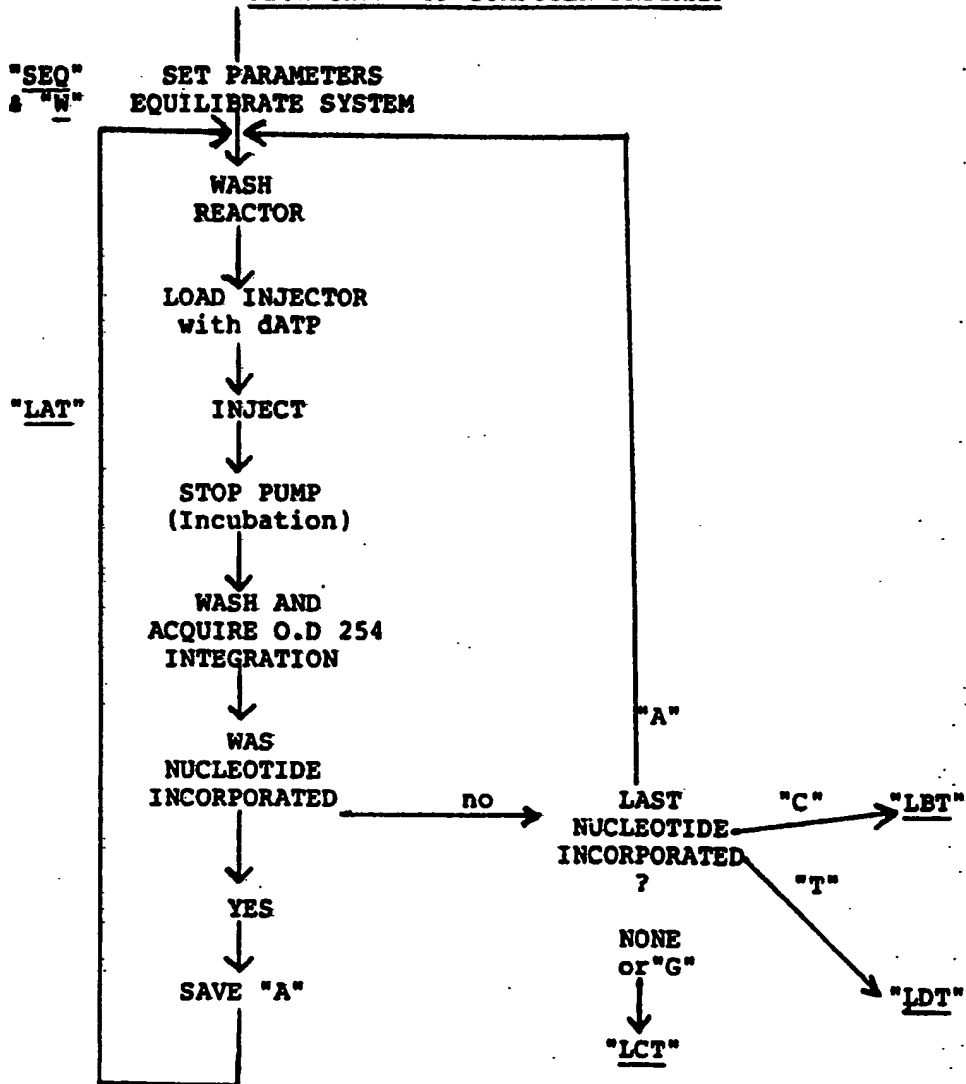 "SEQ" SET PARAMETERS
& "W" EQUILIBRATE SYSTEM
WASH
REACTOR
LOAD INJECTOR
with dATP
"LAT" INJECT
STOP PUMP
(Incubation)
WASH AND
ACQUIRE O.D 254
INTEGRATION
WAS
NUCLEOTIDE
INCORPORATED
no
YES
SAVE "A"
"A"
LAST
NUCLEOTIDE
INCORPORATED
?
"C"
"LBT"
"T"
"LDT"
NONE
or "G"
"LCT"